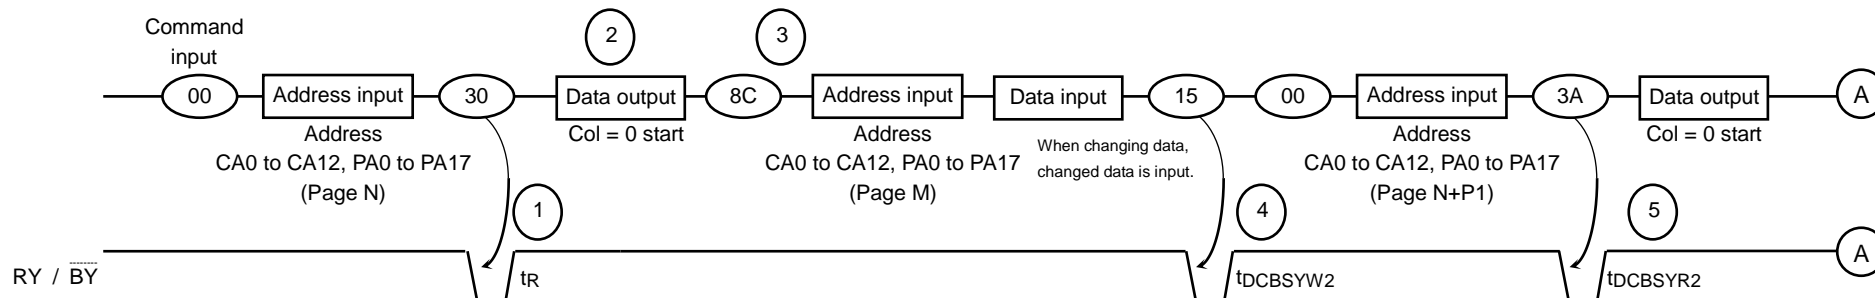 Command
input
2
3
00
Address input
30
Data output
8C
Address input
Data input
15
00
Address input
3A
Data output
A
Address
CA0 to CA12, PA0 to PA17
(Page N)
Col = 0 start
Address
CA0 to CA12, PA0 to PA17
(Page M)
When changing data,
changed data is input.
Address
CA0 to CA12, PA0 to PA17
(Page N+P1)
Col = 0 start
1
4
5
RY / BY
tR
tDCBSYW2
tDCBSYR2
A